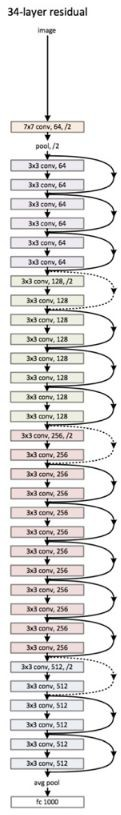 34-layer residual
image
7x7 conv, 64, /2
pool, /2
3x3 conv, 64
3x3 conv, 64
3x3 conv, 64
3x3 conv, 64
3x3 conv, 64
3x3 conv, 64
3x3 conv, 128, /2
3x3 conv, 128
3x3 conv, 128
3x3 conv, 128
3x3 conv, 128
3x3 conv, 128
3x3 conv, 128
3x3 conv, 128
3x3 conv, 256, /2
3x3 conv, 256
3x3 conv, 256
3x3 conv, 256
3x3 conv, 256
3x3 conv, 256
3x3 conv, 256
3x3 conv, 256
3x3 conv, 256
3x3 conv, 256
3x3 conv, 256
3x3 conv, 256
3x3 conv, 512, /2
3x3 conv, 512
3x3 conv, 512
3x3 conv, 512
3x3 conv, 512
3x3 conv, 512
avg pool
fc 1000